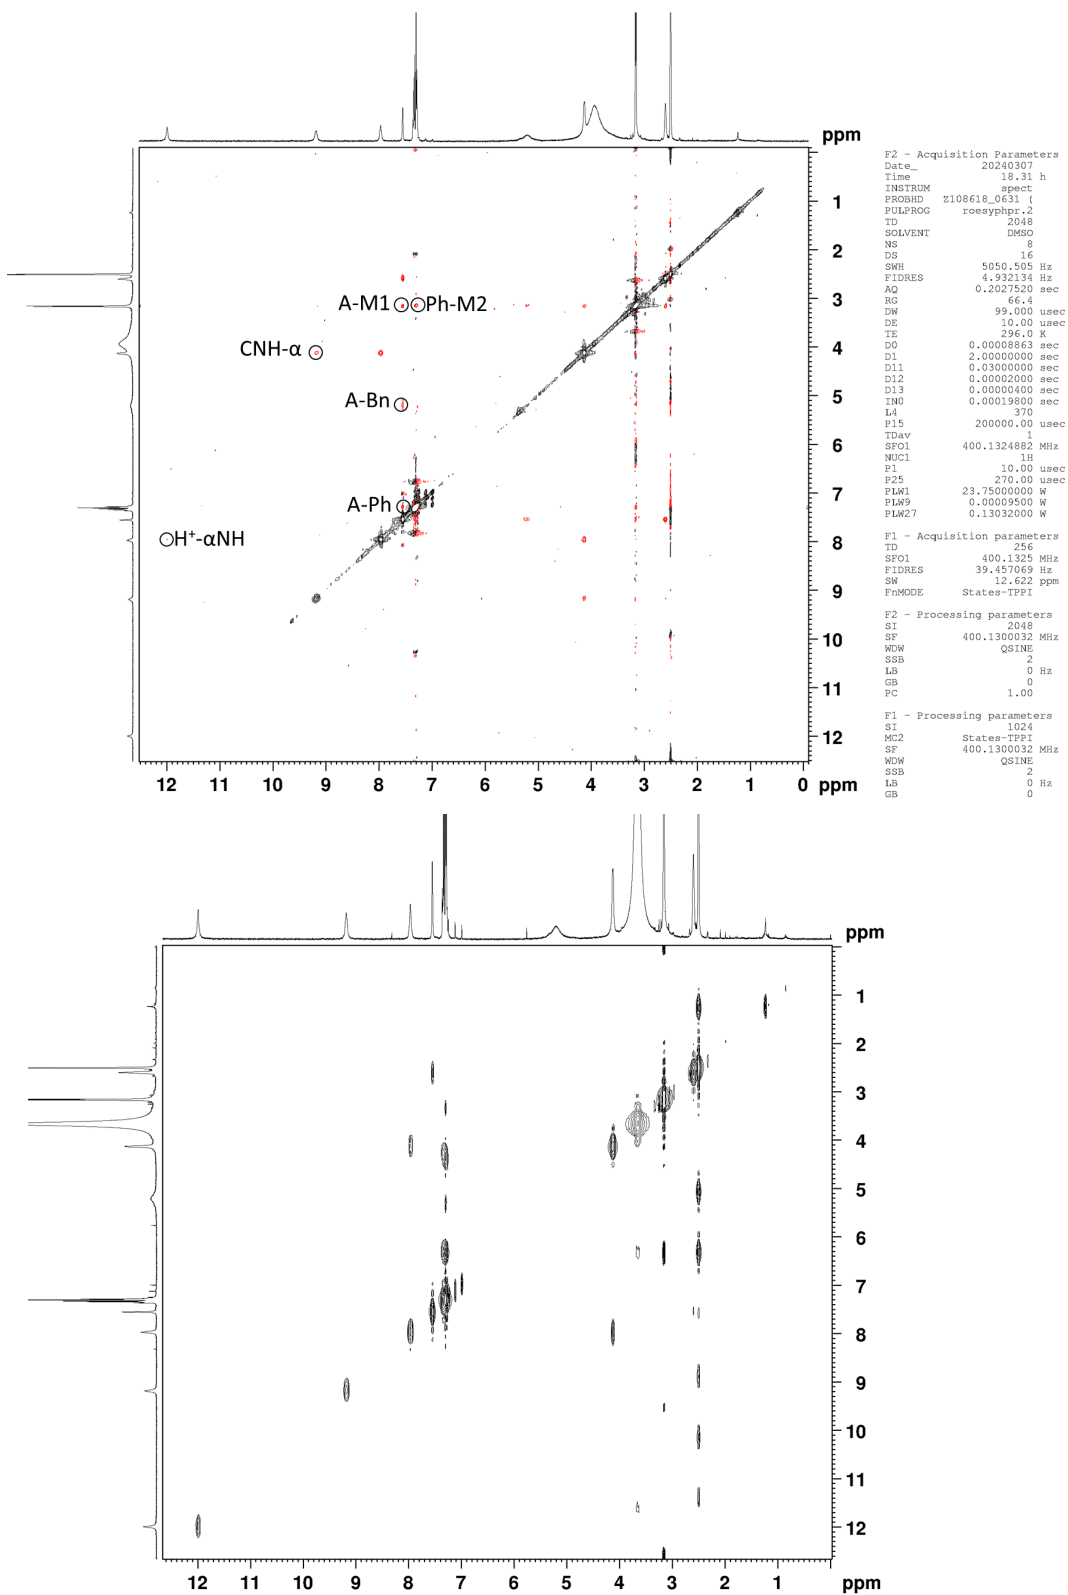 ppm
1
2
A-M1 Ph-M2 3
CNH-α 4
A-Bn 5
6
A-Ph 7
H⁺-αNH 8
9
10
11
12
12 11 10 9 8 7 6 5 4 3 2 1 0 ppm
F2 - Acquisition Parameters
Date_ 20240307
Time 18.31 h
INSTRUM spect
PROBHD Z108618_0631 (
PULPROG roesyphpr.2
TD 2048
SOLVENT DMSO
NS 8
DS 16
SWH 5050.505 Hz
FIDRES 4.932134 Hz
AQ 0.2027520 sec
RG 66.4
DW 99.000 usec
DE 10.00 usec
TE 296.0 K
D0 0.00008863 sec
D1 2.00000000 sec
D11 0.03000000 sec
D12 0.00002000 sec
D13 0.00000400 sec
IN0 0.00019800 sec
L4 370
P15 200000.00 usec
TDav 1
SFO1 400.1324882 MHz
NUC1 1H
P1 10.00 usec
P25 270.00 usec
PLW1 23.75000000 W
PLW9 0.00009500 W
PLW27 0.13032000 W
F1 - Acquisition parameters
TD 256
SFO1 400.1325 MHz
FIDRES 39.457069 Hz
SW 12.622 ppm
FnMODE States-TPPI
F2 - Processing parameters
SI 2048
SF 400.1300032 MHz
WDW QSINE
SSB 2
LB 0 Hz
GB 0
PC 1.00
F1 - Processing parameters
SI 1024
MC2 States-TPPI
SF 400.1300032 MHz
WDW QSINE
SSB 2
LB 0 Hz
GB 0
ppm
1
2
3
4
5
6
7
8
9
10
11
12
12 11 10 9 8 7 6 5 4 3 2 1 ppm